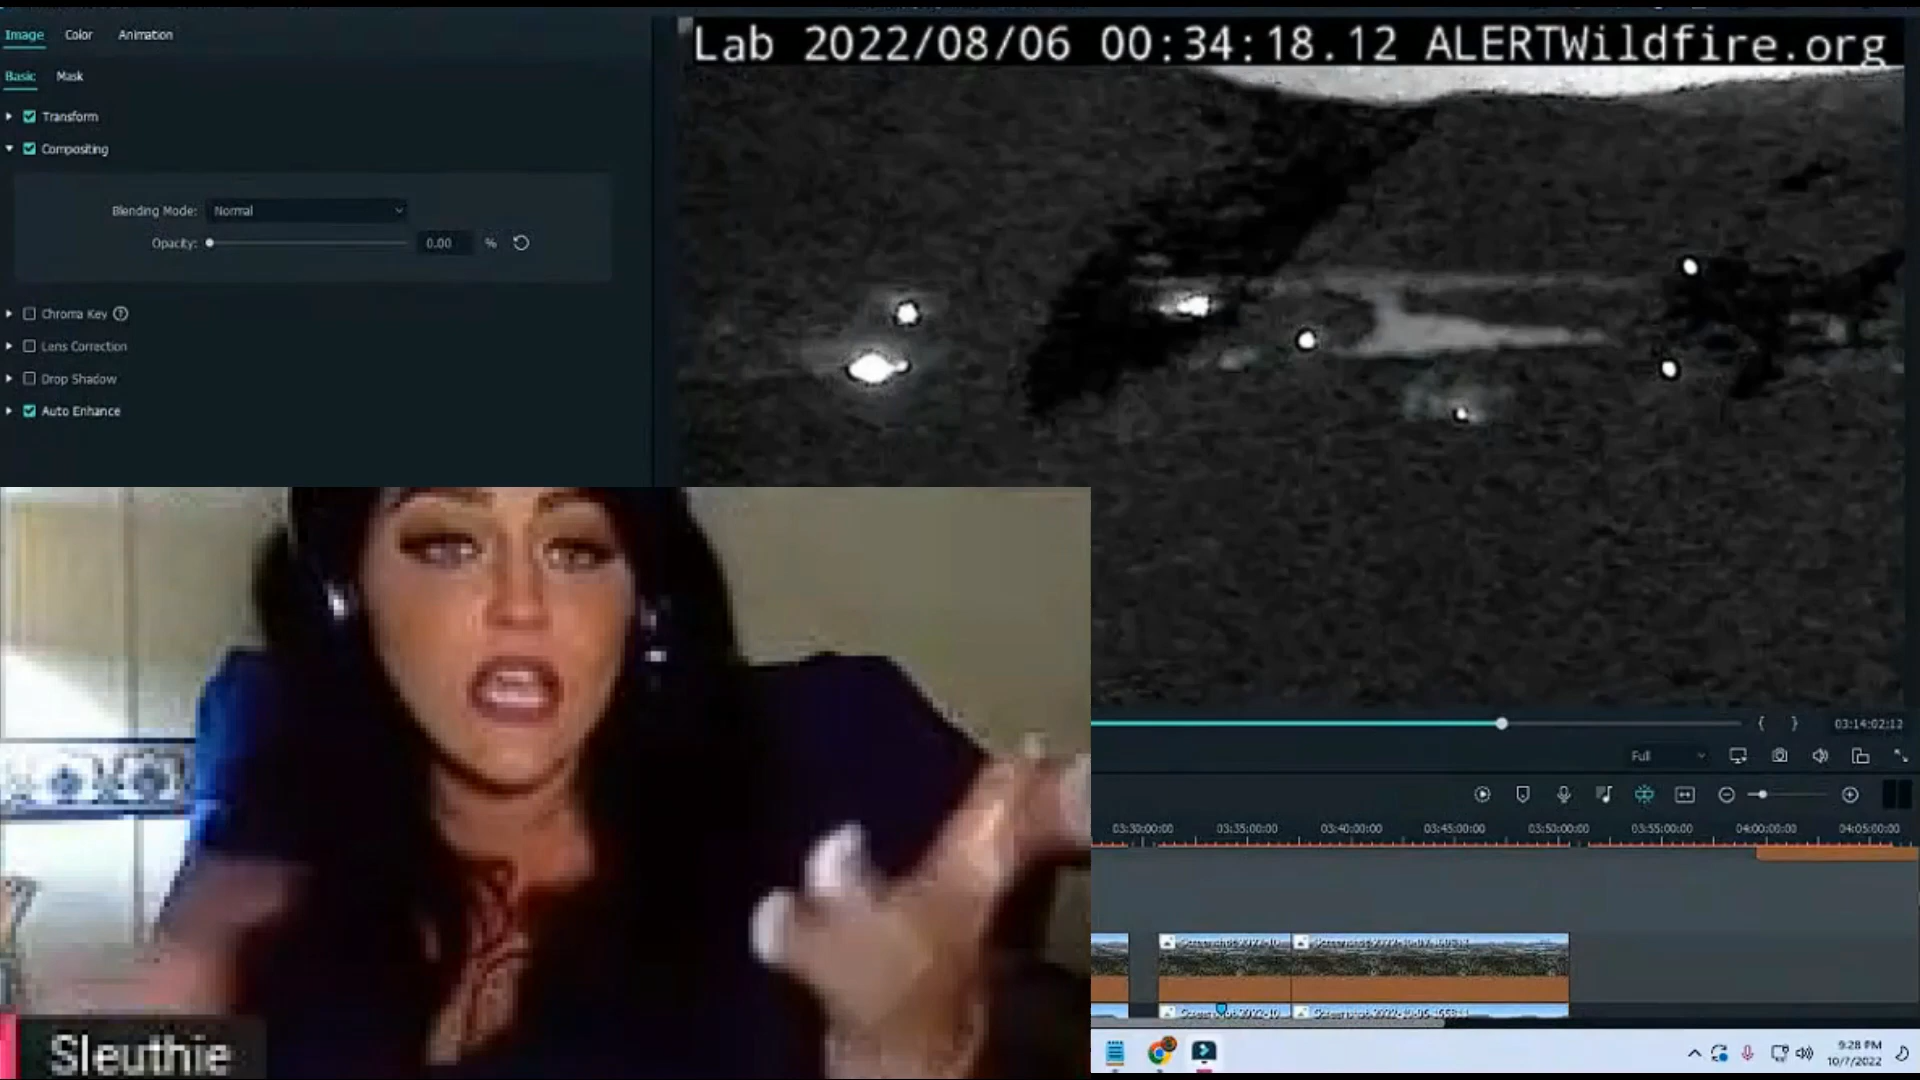 Image Color Animation
Lab 2022/08/06 00:34:18.12 ALERTWildfire.org
Basic Mask
Transform
Compositing
Blending Mode: Normal
Opacity: 0.00 %
Chroma Key ?
Lens Correction
Drop Shadow
Auto Enhance
03:14:02:13
Full
03:30:00:00 03:35:00:00 03:40:00:00 03:45:00:00 03:50:00:00 03:55:00:00 04:00:00:00 04:05:00:00
Sleuthie
9:28 PM
10/7/2022